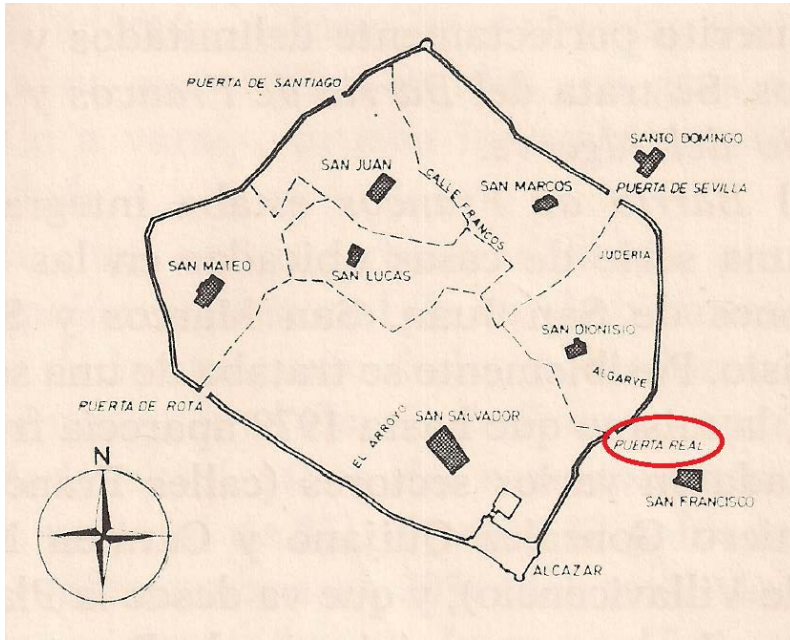 PUERTA DE SANTIAGO
SANTO DOMINGO
SAN JUAN
CALLE FRANCOS
SAN MARCOS
PUERTA DE SEVILLA
JUDERIA
SAN MATEO
SAN LUCAS
SAN DIONISIO
ALGARVE
PUERTA DE ROTA
EL ARROYO
SAN SALVADOR
PUERTA REAL
N
SAN FRANCISCO
ALCAZAR